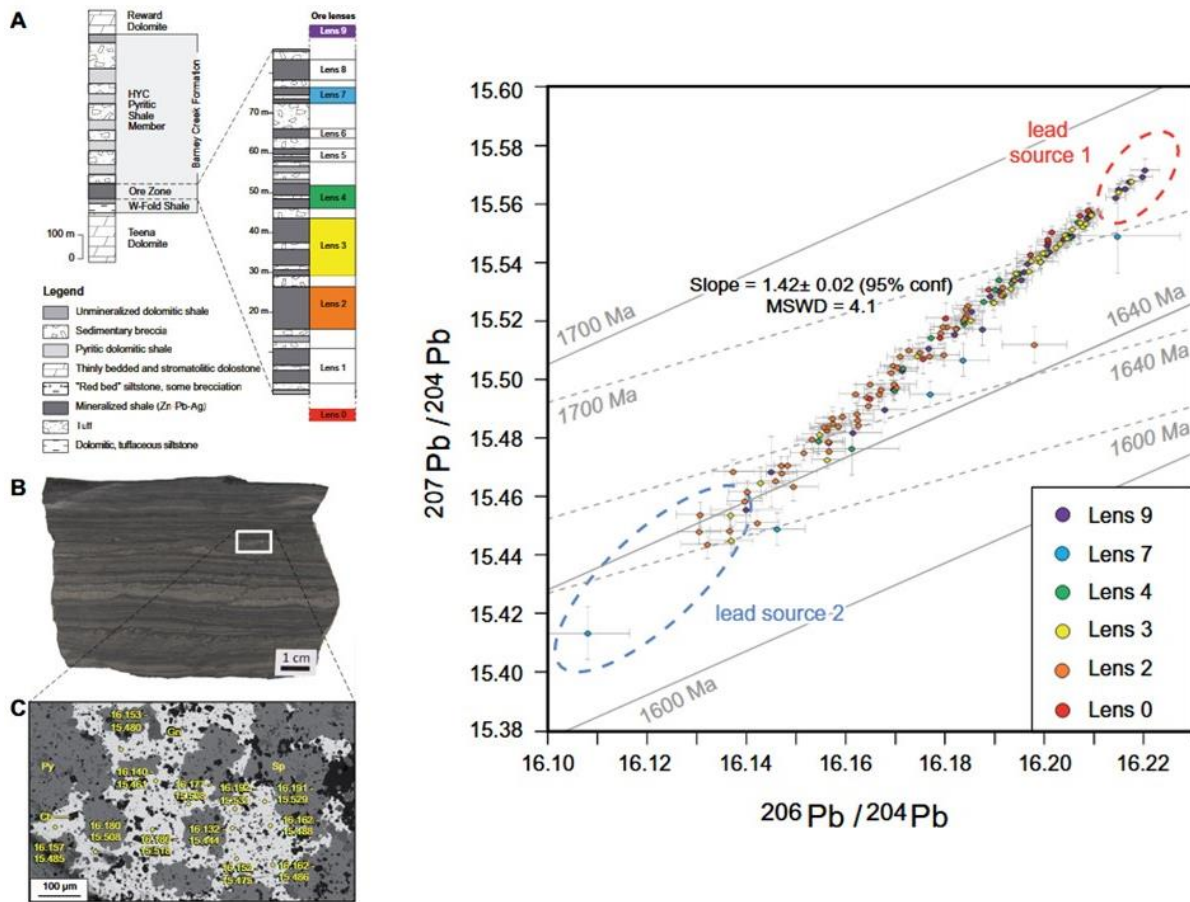 A
Reward
Dolomite
HYC
Pyritic
Shale
Member
Barney Creek Formation
Ore Zone
W-Fold Shale
Teena
Dolomite
100 m
0
Ore lenses
Lens 9
Lens 8
Lens 7
Lens 6
Lens 5
Lens 4
Lens 3
Lens 2
Lens 1
Lens 0
70 m
60 m
50 m
40 m
30 m
20 m
Legend
Unmineralized dolomitic shale
Sedimentary breccia
Pyritic dolomitic shale
Thinly bedded and stromatolitic dolostone
"Red bed" siltstone, some brecciation
Mineralized shale (Zn-Pb-Ag)
Tuff
Dolomitic, tuffaceous siltstone
B
1 cm
C
16.153
15.480
Gn
Py
Sp
16.140
15.461
16.192
16.191
15.529
16.180
15.508
16.132
15.444
16.162
15.488
16.157
15.485
15.518
16.162
15.486
100 µm
207 Pb / 204 Pb
15.60
15.58
15.56
15.54
15.52
15.50
15.48
15.46
15.44
15.42
15.40
15.38
16.10
16.12
16.14
16.16
16.18
16.20
16.22
206 Pb / 204 Pb
lead
source 1
Slope = 1.42± 0.02 (95% conf)
MSWD = 4.1
1700 Ma
1700 Ma
1640 Ma
1640 Ma
1600 Ma
1600 Ma
lead source 2
Lens 9
Lens 7
Lens 4
Lens 3
Lens 2
Lens 0